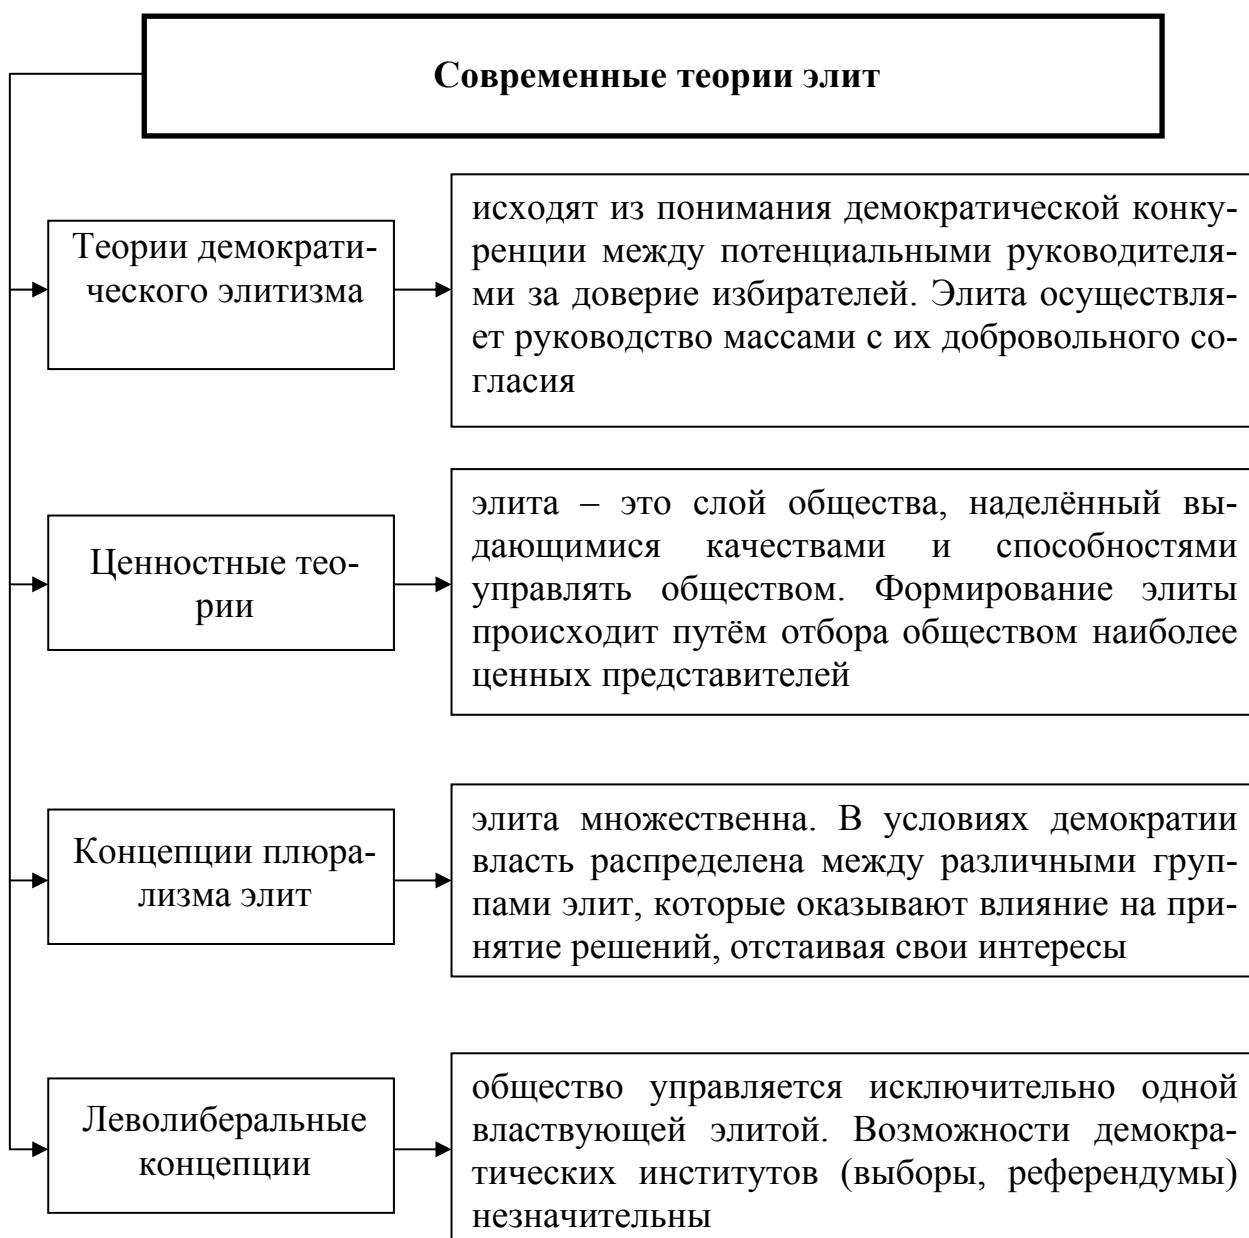 Современные теории элит
Теории демократи-
ческого элитизма
исходят из понимания демократической конку-
ренции между потенциальными руководителя-
ми за доверие избирателей. Элита осуществля-
ет руководство массами с их добровольного со-
гласия
Ценностные тео-
рии
элита – это слой общества, наделённый вы-
дающимися качествами и способностями
управлять обществом. Формирование элиты
происходит путём отбора обществом наиболее
ценных представителей
Концепции плюра-
лизма элит
элита множественна. В условиях демократии
власть распределена между различными груп-
пами элит, которые оказывают влияние на при-
нятие решений, отстаивая свои интересы
Леволиберальные
концепции
общество управляется исключительно одной
властвующей элитой. Возможности демокра-
тических институтов (выборы, референдумы)
незначительны